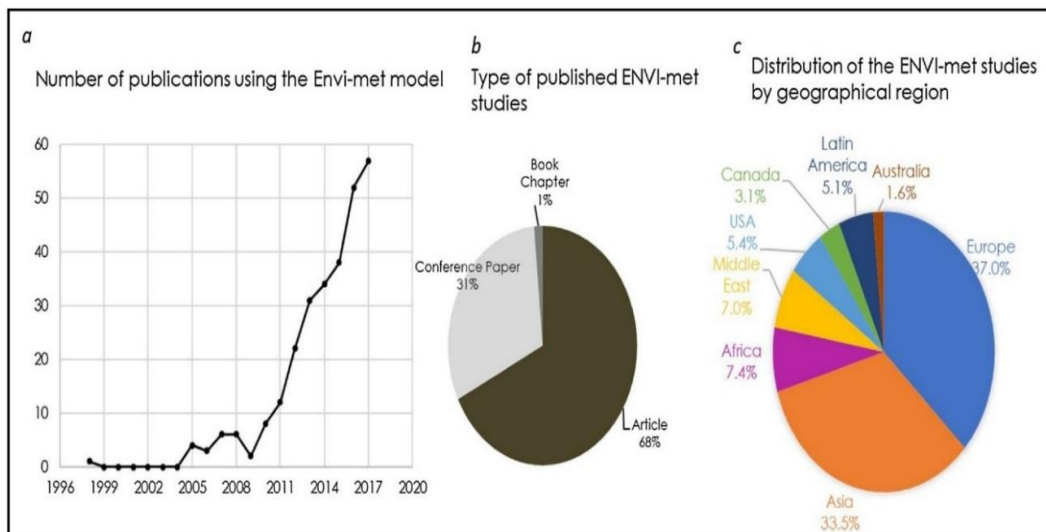 a
Number of publications using the Envi-met model
60
50
40
30
20
10
0
1996
1999
2002
2005
2008
2011
2014
2017
2020
b
Type of published ENVI-met
studies
Book
Chapter
1%
Conference Paper
31%
Article
68%
c
Distribution of the ENVI-met studies
by geographical region
Latin
America
5.1%
Australia
1.6%
Canada
3.1%
USA
5.4%
Europe
37.0%
Middle
East
7.0%
Africa
7.4%
Asia
33.5%